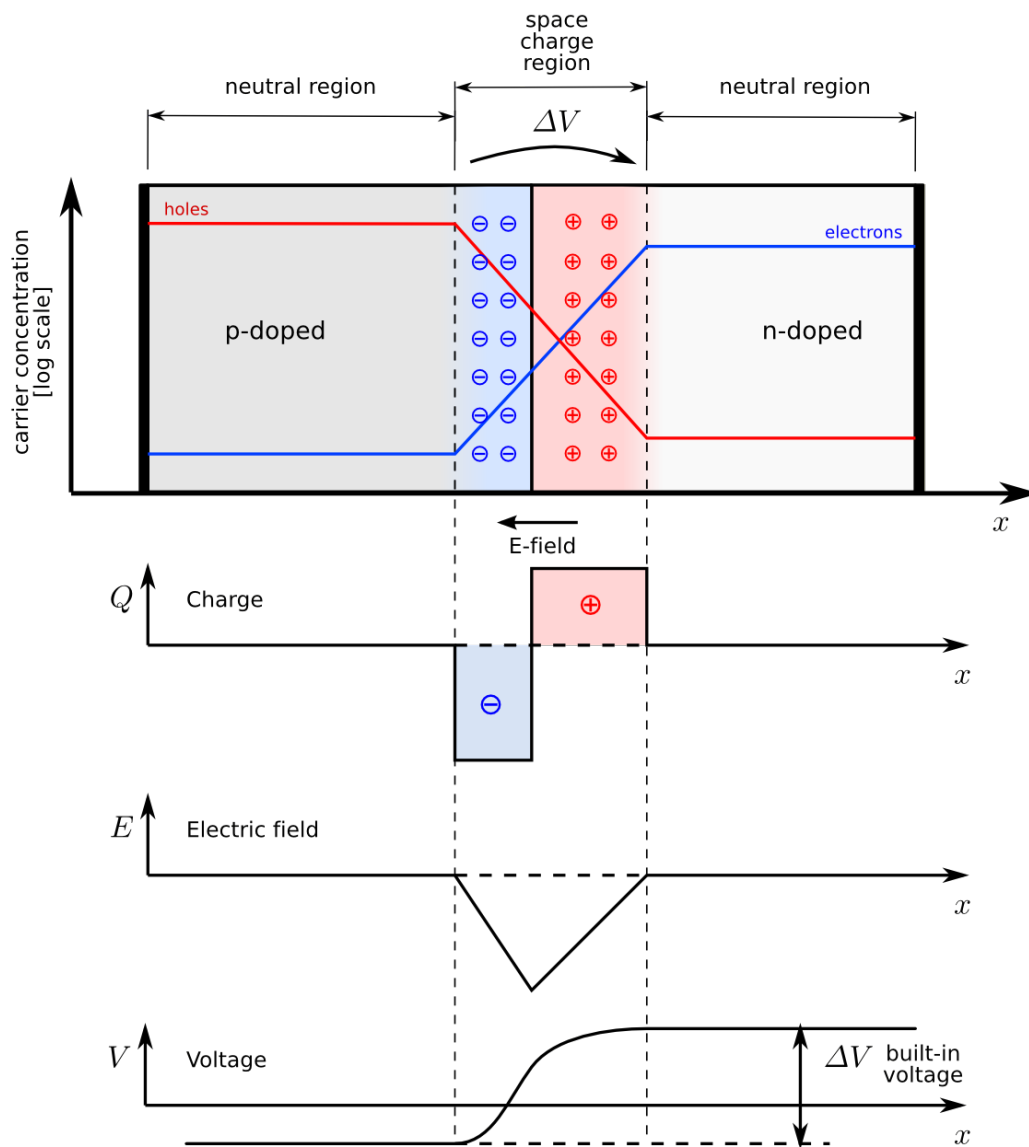 space
charge
region
neutral region
neutral region
ΔV
holes
electrons
carrier concentration
[log scale]
p-doped
n-doped
⊖ ⊖ ⊕ ⊕
⊖ ⊖ ⊕ ⊕
⊖ ⊖ ⊕ ⊕
⊖ ⊖ ⊕ ⊕
⊖ ⊖ ⊕ ⊕
⊖ ⊖ ⊕ ⊕
⊖ ⊖ ⊕ ⊕
x
E-field
Q
Charge
⊕
x
⊖
E
Electric field
x
V
Voltage
ΔV
built-in
voltage
x